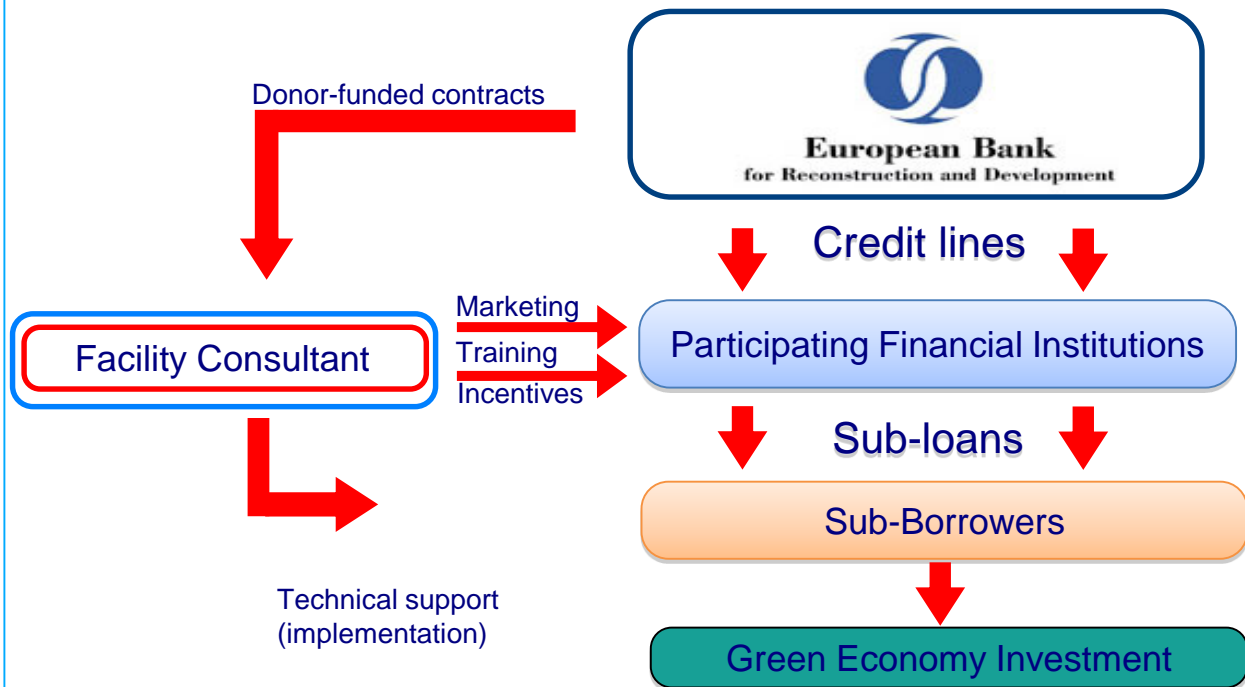 Donor-funded contracts
European Bank
for Reconstruction and Development
Credit lines
Marketing
Training
Incentives
Facility Consultant
Participating Financial Institutions
Sub-loans
Sub-Borrowers
Technical support
(implementation)
Green Economy Investment